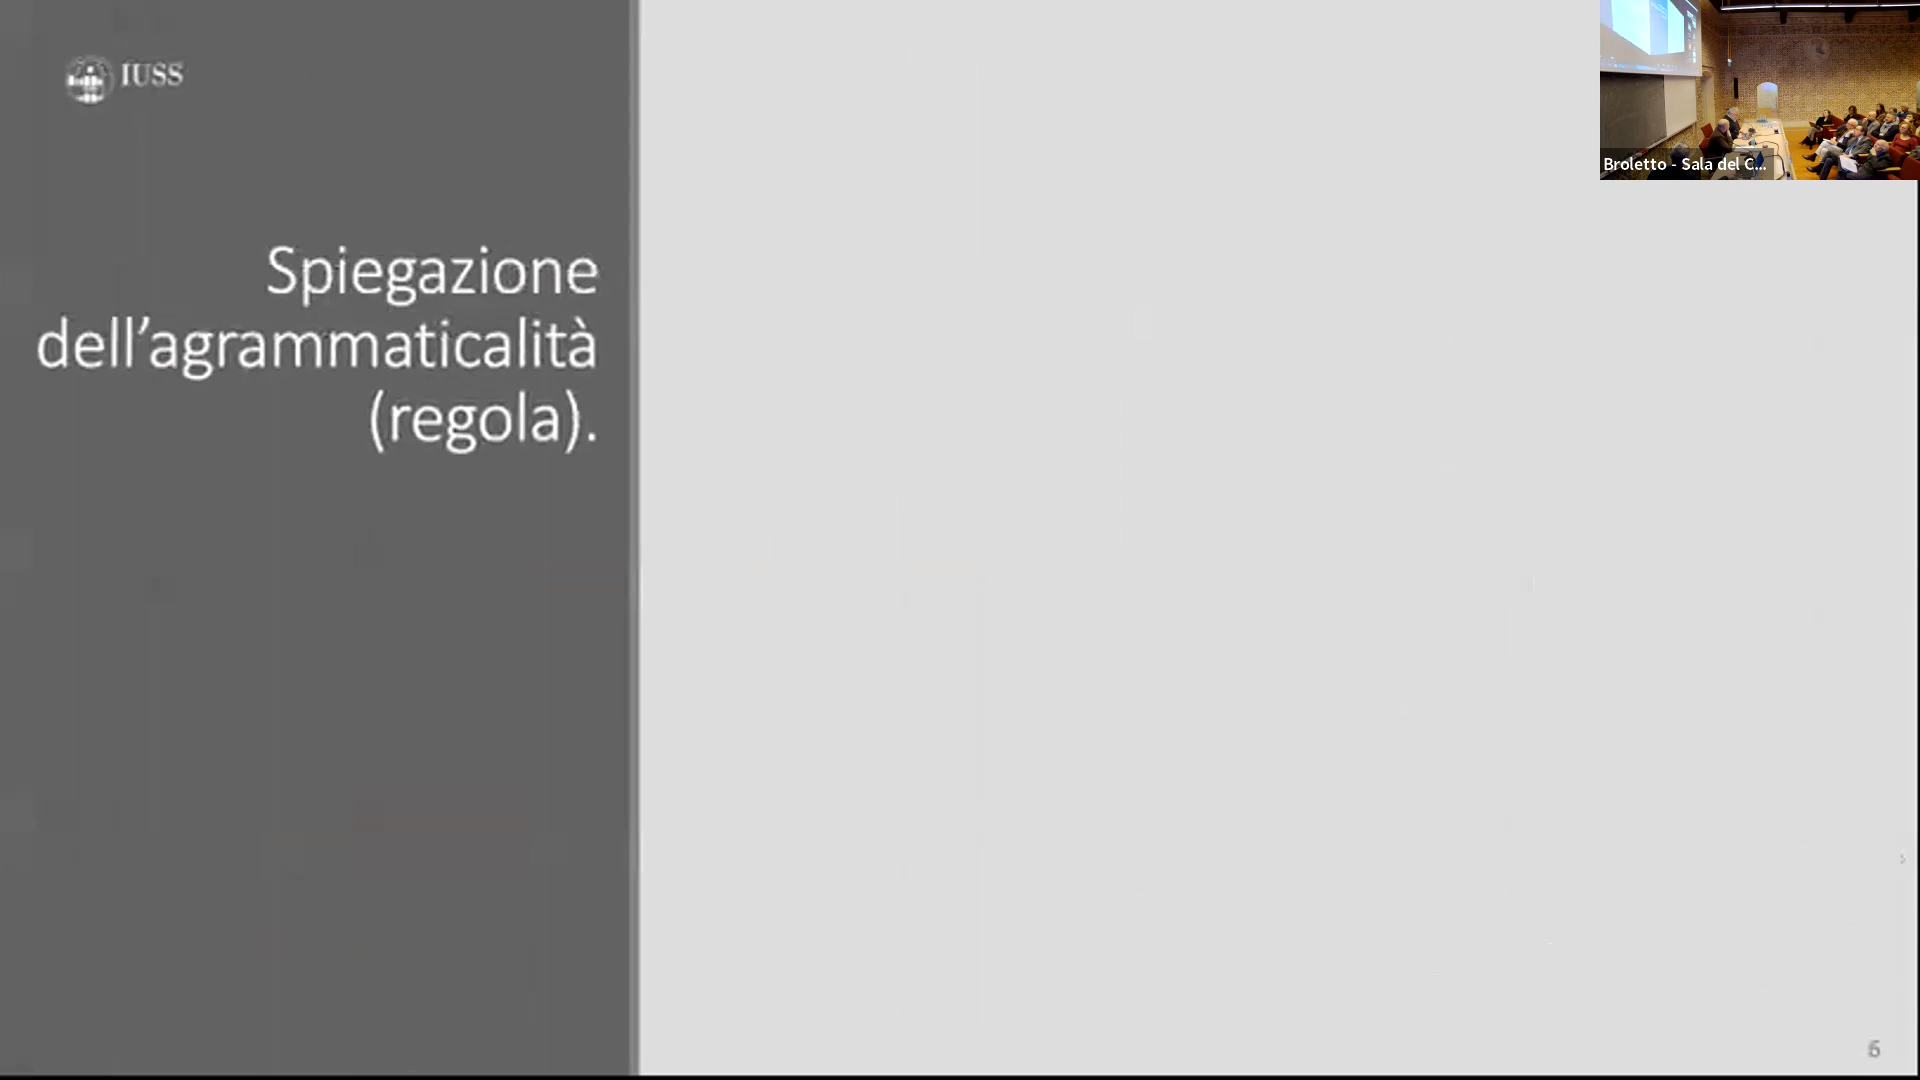 IUSS
Spiegazione
dell’agrammaticalità
(regola).
Broletto - Sala del C...
6